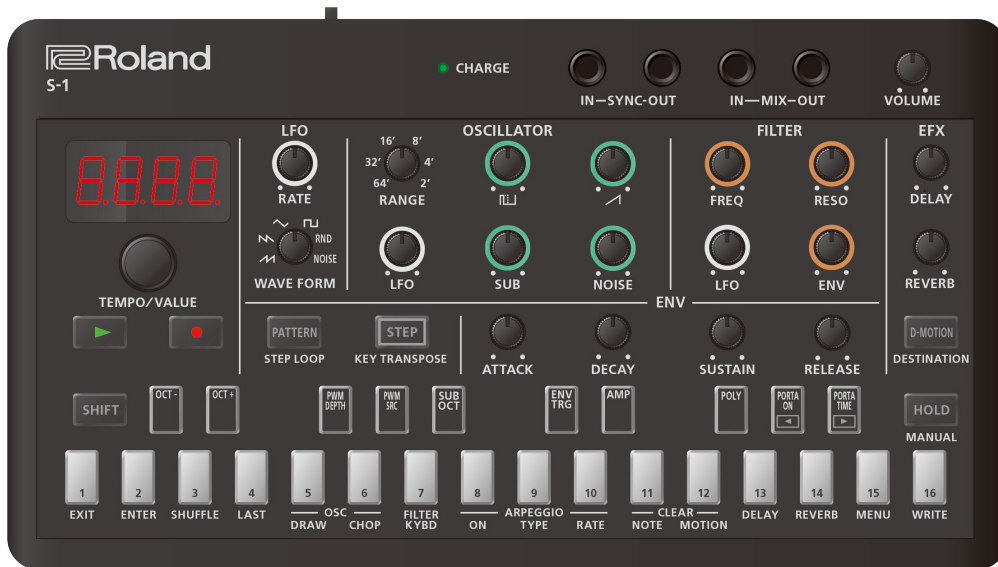 Roland
S-1
CHARGE
IN—SYNC-OUT
IN—MIX—OUT
VOLUME
LFO
OSCILLATOR
FILTER
EFX
8.8.8.8.
16’ 8’
32’ 4’
64’ 2’
RATE
RANGE
FREQ
RESO
DELAY
RND
NOISE
WAVE FORM
LFO
SUB
NOISE
LFO
ENV
REVERB
TEMPO/VALUE
ENV
PATTERN
STEP LOOP
STEP
KEY TRANSPOSE
ATTACK
DECAY
SUSTAIN
RELEASE
D-MOTION
DESTINATION
SHIFT
OCT -
OCT +
PWM
DEPTH
PWM
SRC
SUB
OCT
ENV
TRG
AMP
POLY
PORTA
ON
PORTA
TIME
HOLD
MANUAL
1 2 3 4 5 6 7 8 9 10 11 12 13 14 15 16
EXIT
ENTER
SHUFFLE
LAST
OSC
DRAW
CHOP
FILTER
KYBD
ARPEGGIO
ON
TYPE
RATE
CLEAR
NOTE
MOTION
DELAY
REVERB
MENU
WRITE